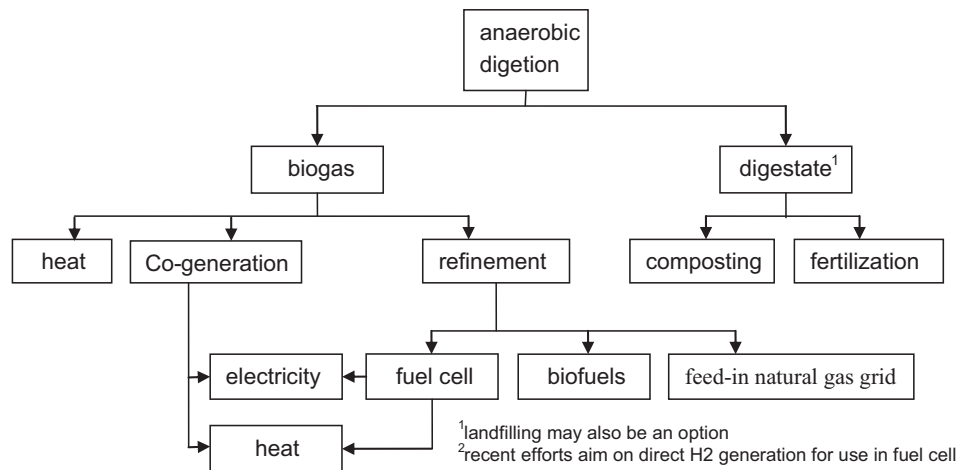 anaerobic
digetion
biogas
digestate¹
heat
Co-generation
refinement
composting
fertilization
electricity
fuel cell
biofuels
feed-in natural gas grid
heat
¹landfilling may also be an option
²recent efforts aim on direct H2 generation for use in fuel cell